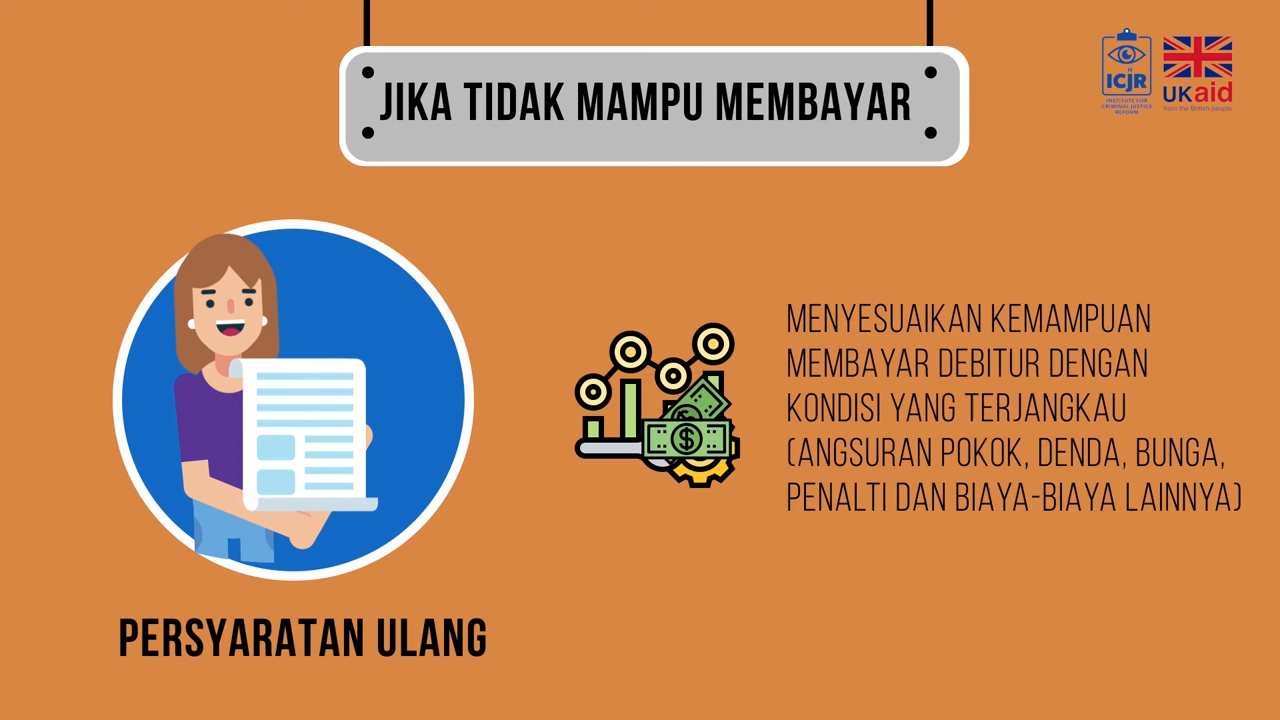 JIKA TIDAK MAMPU MEMBAYAR
ICJR
INSTITUTE FOR
CRIMINAL JUSTICE
REFORM
UKaid
from the British people
MENYESUAIKAN KEMAMPUAN
MEMBAYAR DEBITUR DENGAN
KONDISI YANG TERJANGKAU
(ANGSURAN POKOK, DENDA, BUNGA,
PENALTI DAN BIAYA-BIAYA LAINNYA)
$
PERSYARATAN ULANG